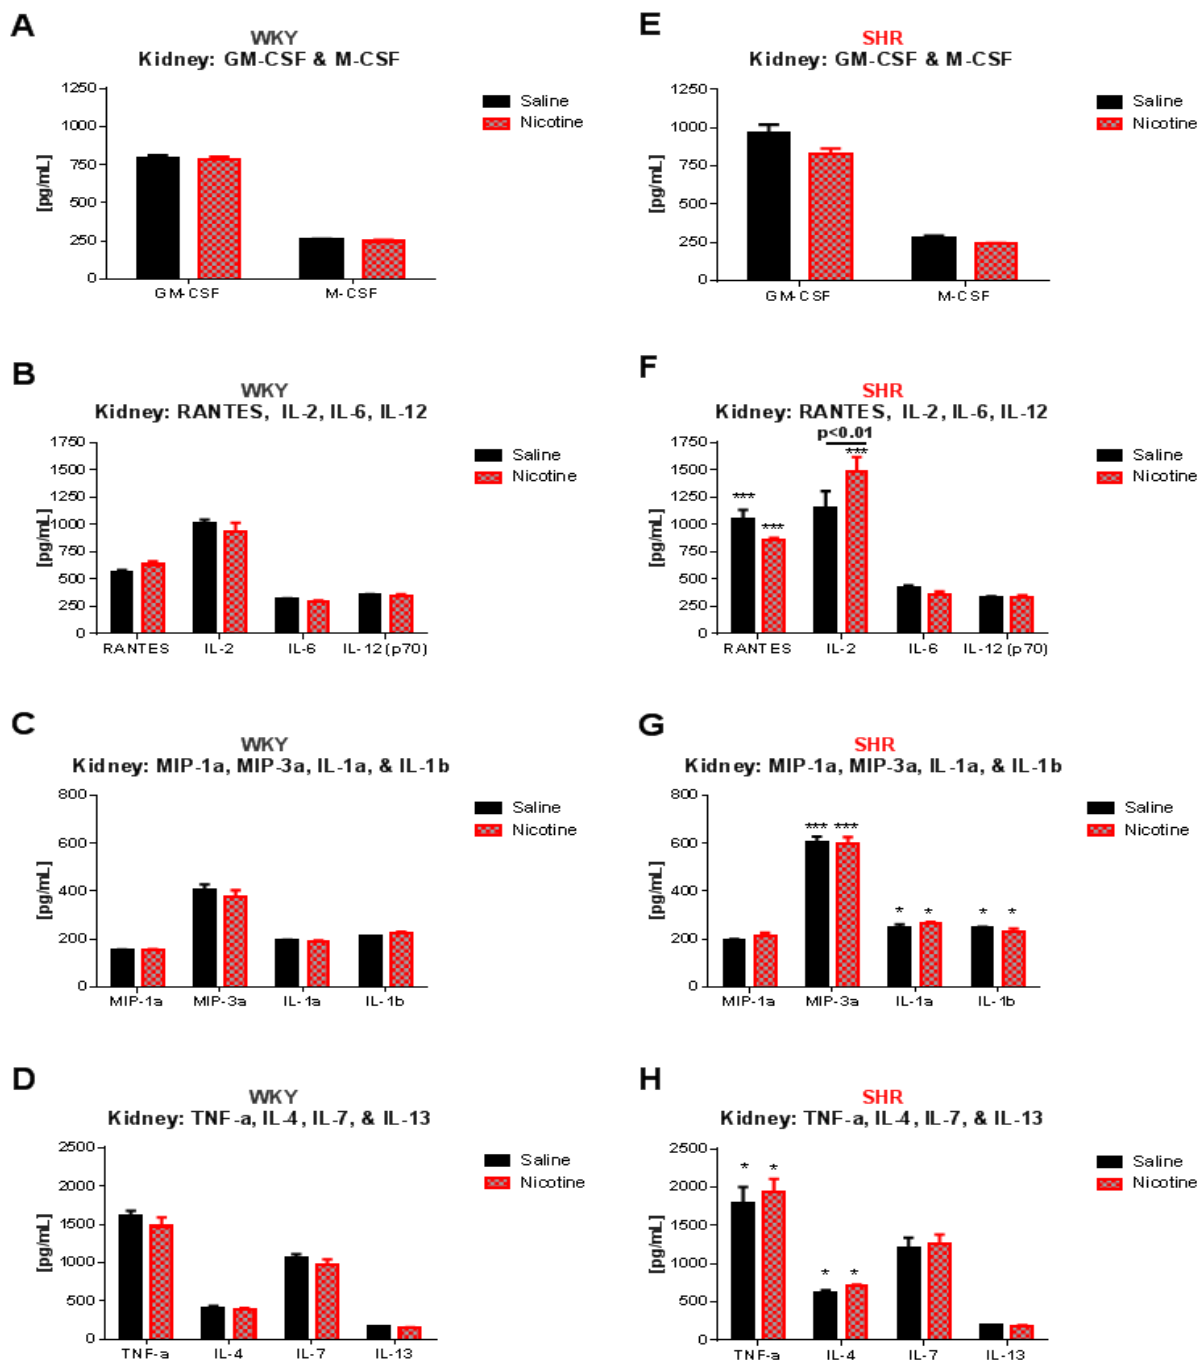 A
WKY
Kidney: GM-CSF & M-CSF
1250
1000
750
500
250
0
[pg/mL]
GM-CSF
M-CSF
Saline
Nicotine
E
SHR
Kidney: GM-CSF & M-CSF
1250
1000
750
500
250
0
[pg/mL]
GM-CSF
M-CSF
Saline
Nicotine
B
WKY
Kidney: RANTES, IL-2, IL-6, IL-12
1750
1500
1250
1000
750
500
250
0
[pg/mL]
RANTES
IL-2
IL-6
IL-12 (p70)
Saline
Nicotine
F
SHR
Kidney: RANTES, IL-2, IL-6, IL-12
p<0.01
1750
1500
1250
1000
750
500
250
0
[pg/mL]
***
***
***
RANTES
IL-2
IL-6
IL-12 (p70)
Saline
Nicotine
C
WKY
Kidney: MIP-1a, MIP-3a, IL-1a, & IL-1b
800
600
400
200
0
[pg/mL]
MIP-1a
MIP-3a
IL-1a
IL-1b
Saline
Nicotine
G
SHR
Kidney: MIP-1a, MIP-3a, IL-1a, & IL-1b
800
600
400
200
0
[pg/mL]
*** ***
* *
* *
MIP-1a
MIP-3a
IL-1a
IL-1b
Saline
Nicotine
D
WKY
Kidney: TNF-a, IL-4, IL-7, & IL-13
2500
2000
1500
1000
500
0
[pg/mL]
TNF-a
IL-4
IL-7
IL-13
Saline
Nicotine
H
SHR
Kidney: TNF-a, IL-4, IL-7, & IL-13
2500
2000
1500
1000
500
0
[pg/mL]
* *
* *
TNF-a
IL-4
IL-7
IL-13
Saline
Nicotine